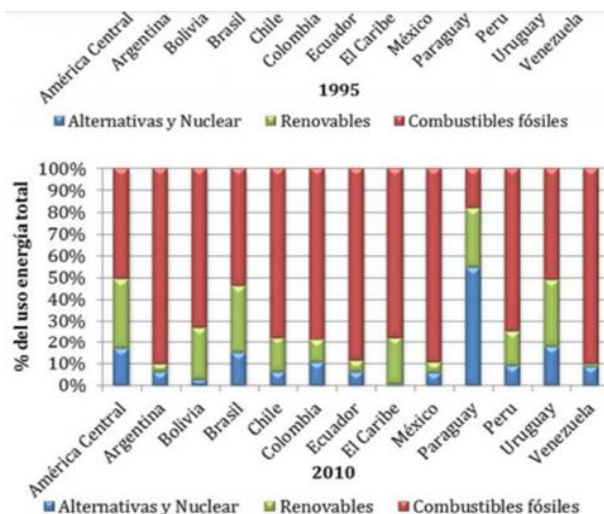 América Central
Argentina
Bolivia
Brasil
Chile
Colombia
Ecuador
El Caribe
México
Paraguay
Peru
Uruguay
Venezuela
1995
Alternativas y Nuclear Renovables Combustibles fósiles
% del uso energía total
100%
90%
80%
70%
60%
50%
40%
30%
20%
10%
0%
América Central
Argentina
Bolivia
Brasil
Chile
Colombia
Ecuador
El Caribe
México
Paraguay
Peru
Uruguay
Venezuela
2010
Alternativas y Nuclear Renovables Combustibles fósiles